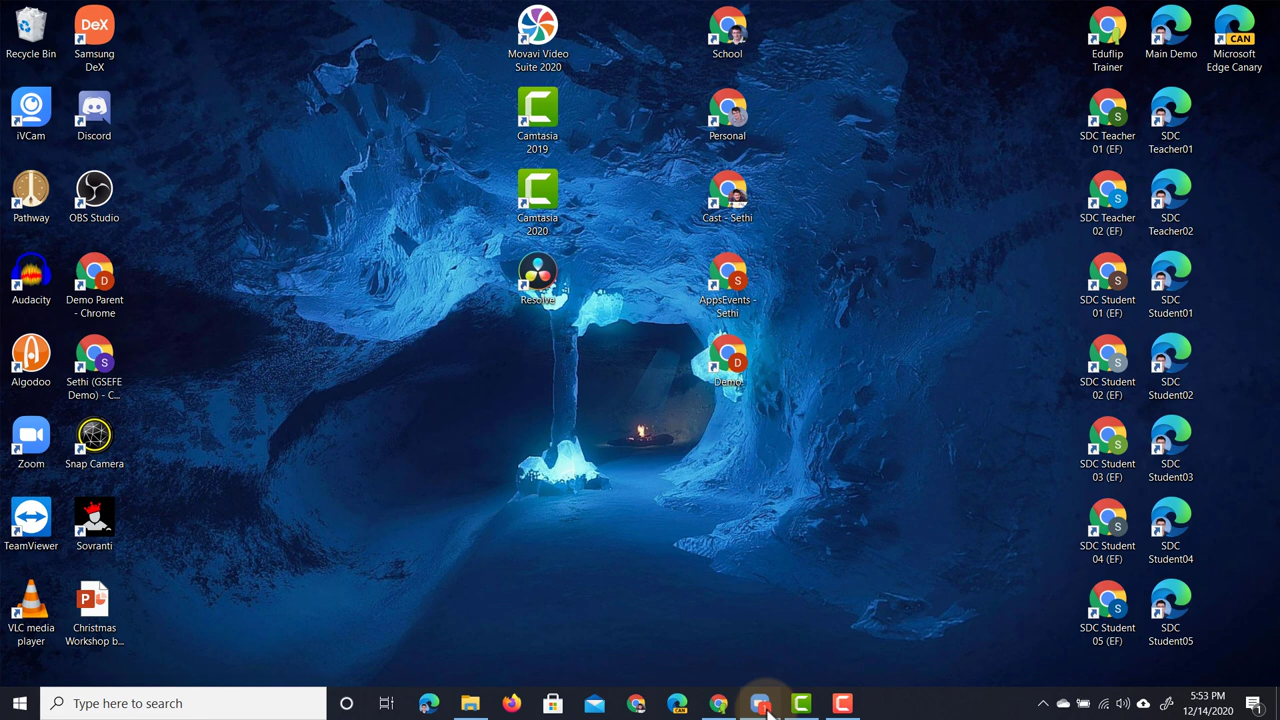 Recycle Bin
Samsung
DeX
DeX
Movavi Video
Suite 2020
School
Eduflip
Trainer
Main Demo
CAN
Microsoft
Edge Canary
iVCam
Discord
Camtasia
2019
Personal
S
SDC Teacher
01 (EF)
SDC
Teacher01
Pathway
OBS Studio
Camtasia
2020
Cast - Sethi
S
SDC Teacher
02 (EF)
SDC
Teacher02
Audacity
D
Demo Parent
- Chrome
Resolve
S
AppsEvents -
Sethi
S
SDC Student
01 (EF)
SDC
Student01
Algodoo
S
Sethi (GSEFE
Demo) - C...
D
Demo
S
SDC Student
02 (EF)
SDC
Student02
Zoom
Snap Camera
S
SDC Student
03 (EF)
SDC
Student03
TeamViewer
Sovranti
S
SDC Student
04 (EF)
SDC
Student04
VLC media
player
P
Christmas
Workshop b...
S
SDC Student
05 (EF)
SDC
Student05
Type here to search
CAN
5:53 PM
12/14/2020
1